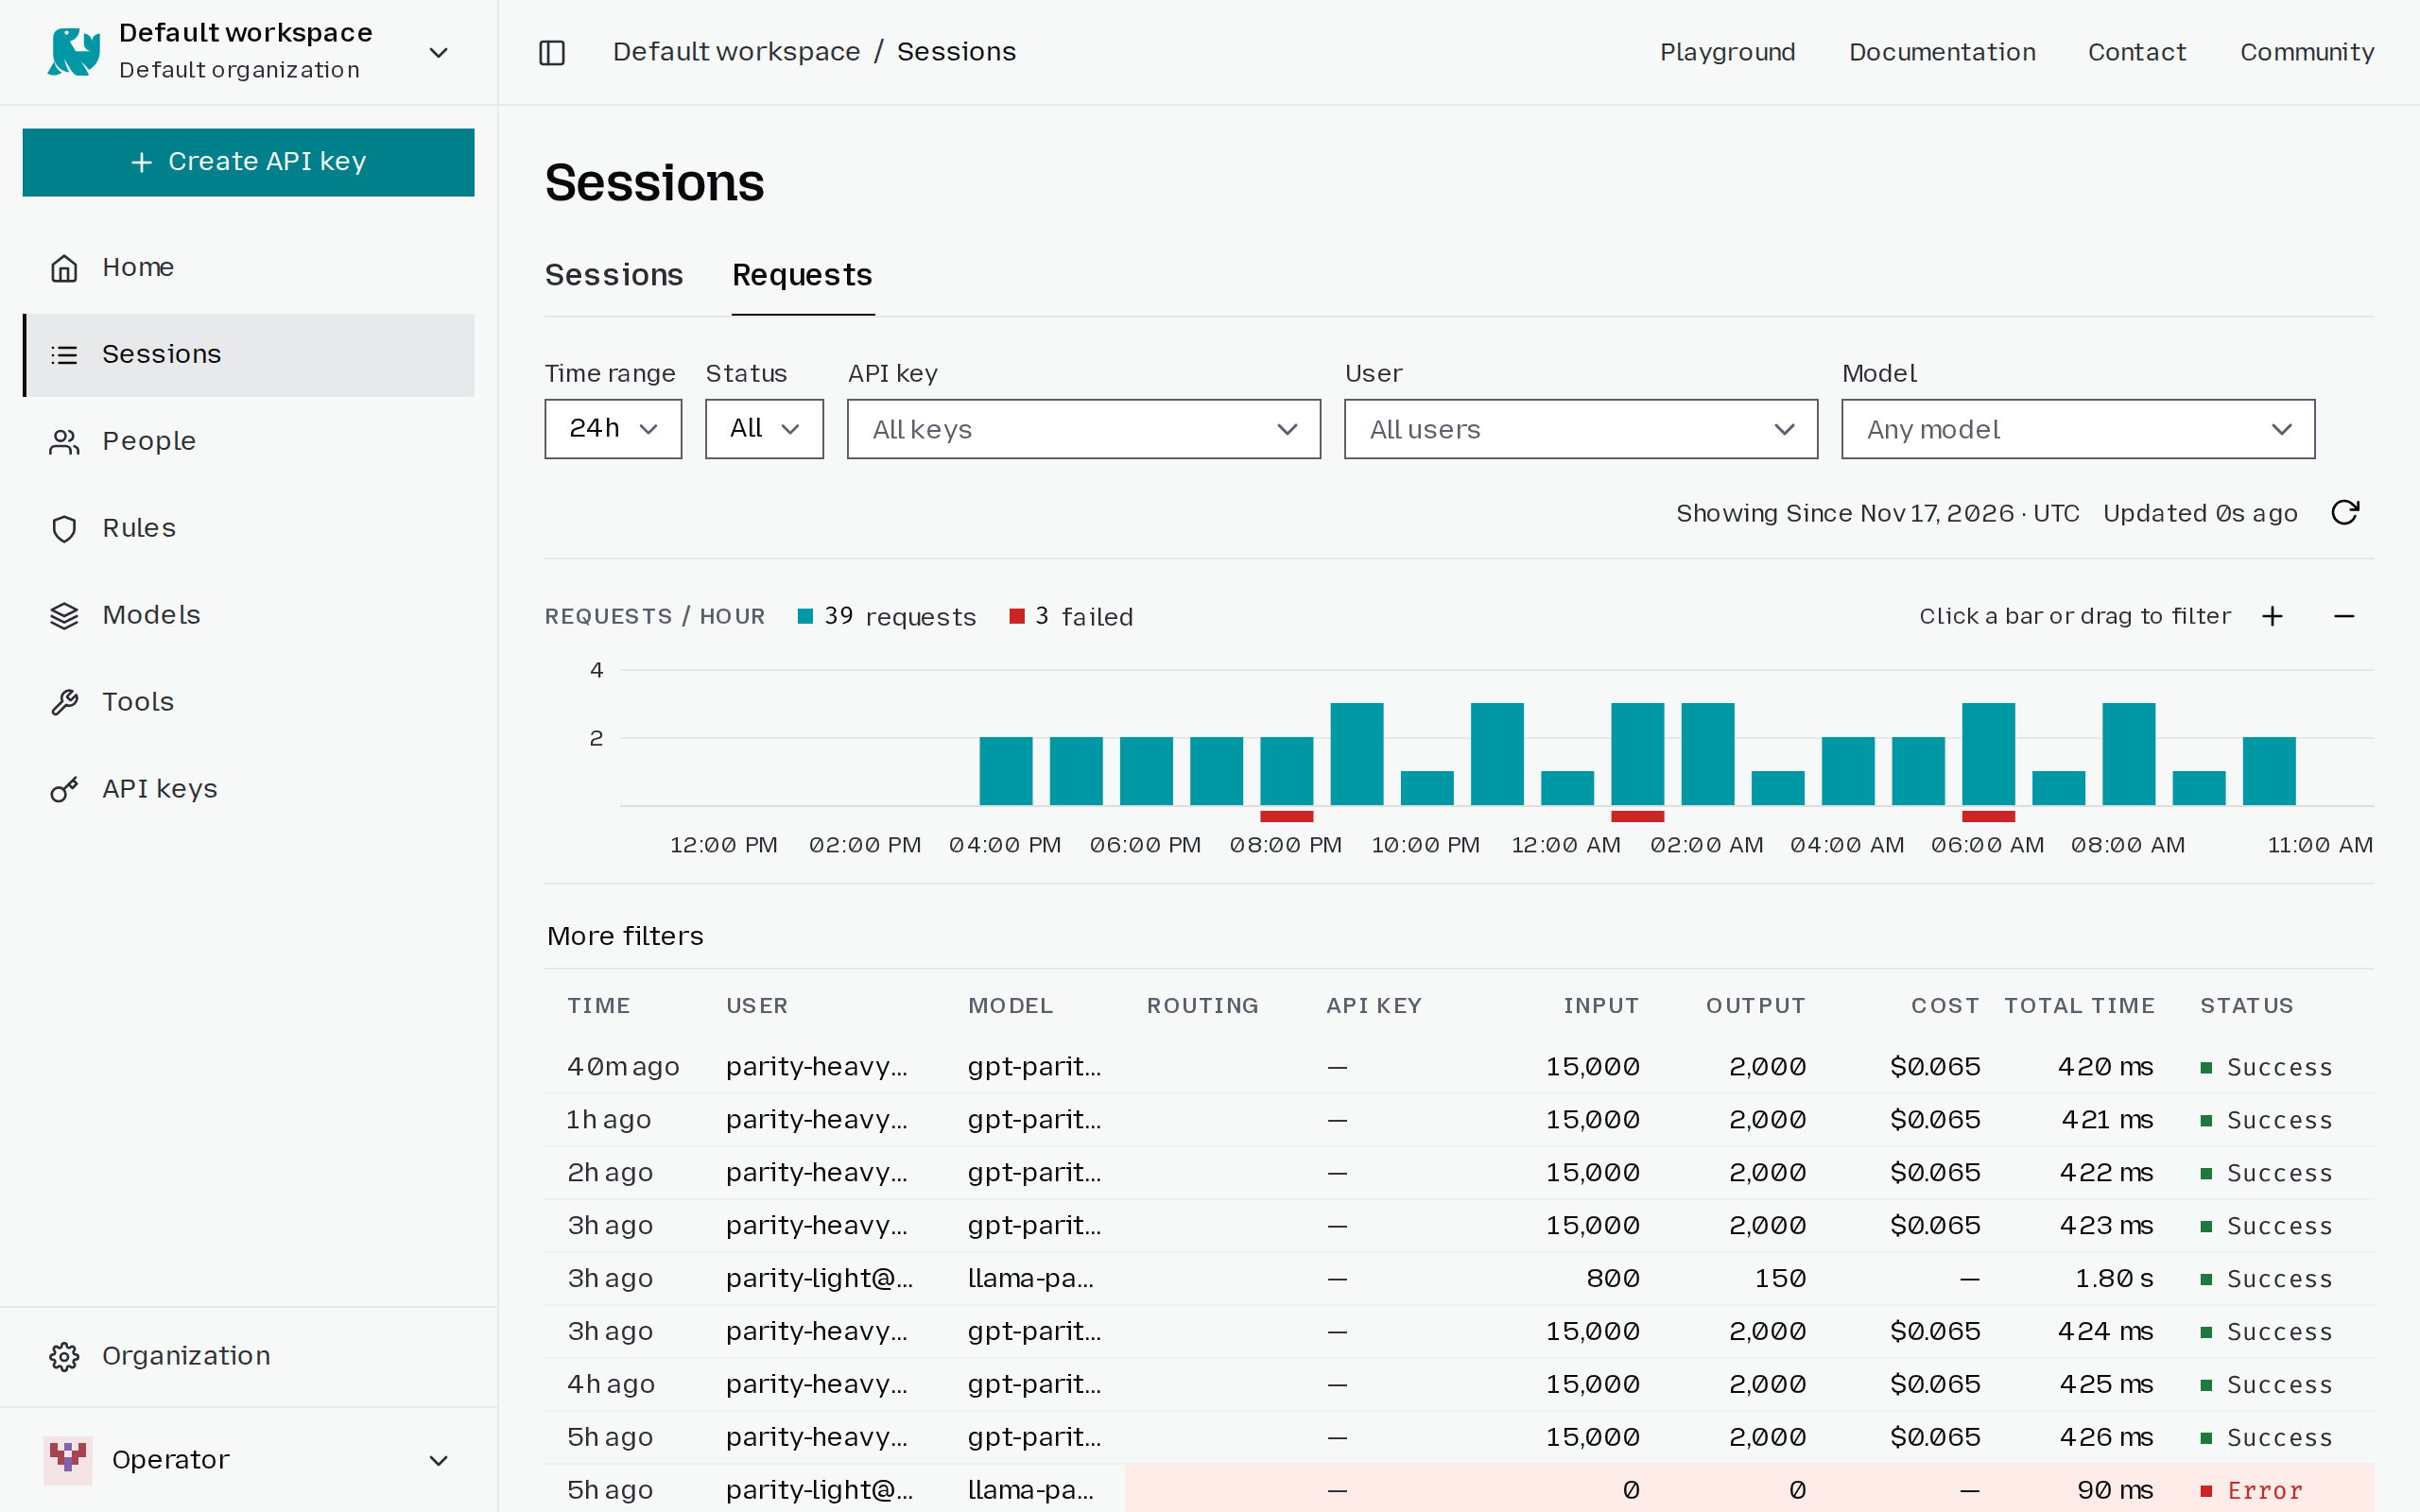 Default workspace
Default organization
Default workspace / Sessions
Playground
Documentation
Contact
Community
Create API key
Home
Sessions
People
Rules
Models
Tools
API keys
Organization
Operator
Sessions
Sessions
Requests
Time range
Status
API key
User
Model
24h
All
All keys
All users
Any model
Showing Since Nov 17, 2026 · UTC
Updated 0s ago
REQUESTS / HOUR
39 requests
3 failed
Click a bar or drag to filter
4
2
12:00 PM 02:00 PM 04:00 PM 06:00 PM 08:00 PM 10:00 PM 12:00 AM 02:00 AM 04:00 AM 06:00 AM 08:00 AM 11:00 AM
More filters
TIME USER MODEL ROUTING API KEY INPUT OUTPUT COST TOTAL TIME STATUS
40m ago parity-heavy... gpt-parit... — 15,000 2,000 $0.065 420 ms Success
1h ago parity-heavy... gpt-parit... — 15,000 2,000 $0.065 421 ms Success
2h ago parity-heavy... gpt-parit... — 15,000 2,000 $0.065 422 ms Success
3h ago parity-heavy... gpt-parit... — 15,000 2,000 $0.065 423 ms Success
3h ago parity-light@... llama-pa... — 800 150 — 1.80 s Success
3h ago parity-heavy... gpt-parit... — 15,000 2,000 $0.065 424 ms Success
4h ago parity-heavy... gpt-parit... — 15,000 2,000 $0.065 425 ms Success
5h ago parity-heavy... gpt-parit... — 15,000 2,000 $0.065 426 ms Success
5h ago parity-light@... llama-pa... — 0 0 — 90 ms Error